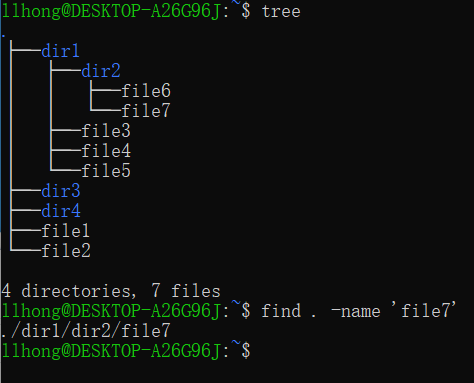 llhong@DESKTOP-A26G96J:~$ tree
.
├──dir1
│   ├──dir2
│   │   ├──file6
│   │   └──file7
│   ├──file3
│   ├──file4
│   └──file5
├──dir3
├──dir4
├──file1
└──file2
4 directories, 7 files
llhong@DESKTOP-A26G96J:~$ find . -name 'file7'
./dir1/dir2/file7
llhong@DESKTOP-A26G96J:~$